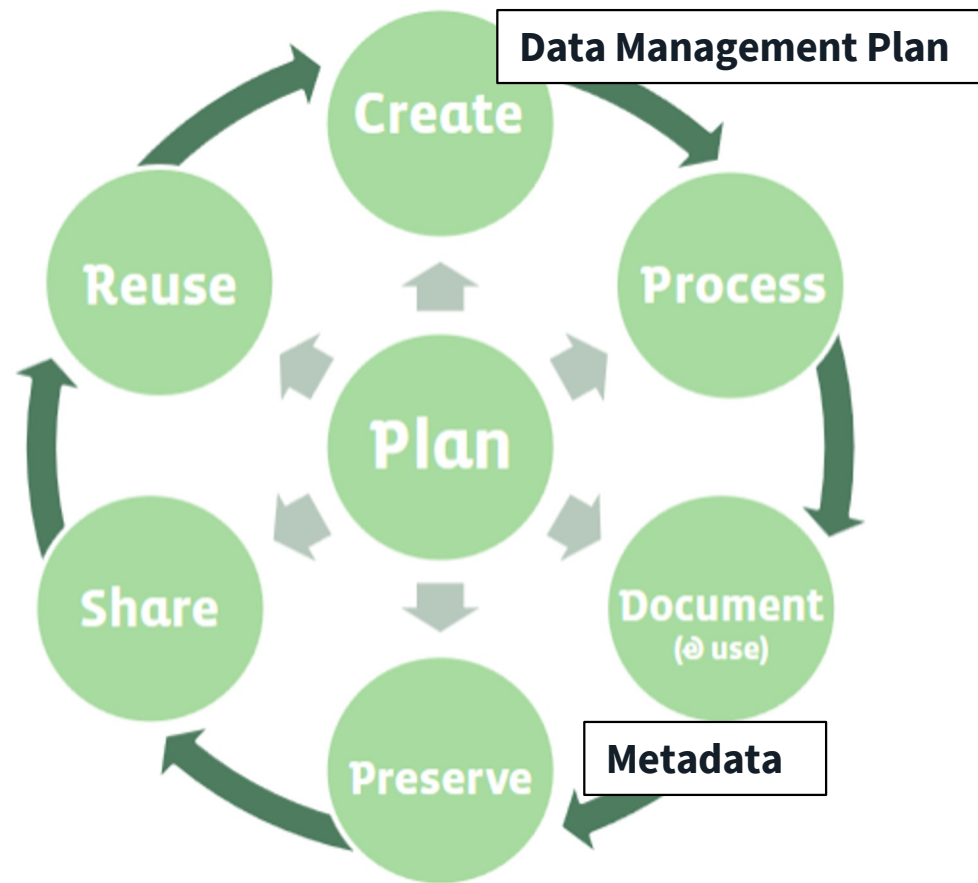 Data Management Plan
Create
Reuse
Process
Plan
Share
Document
(& use)
Metadata
Preserve